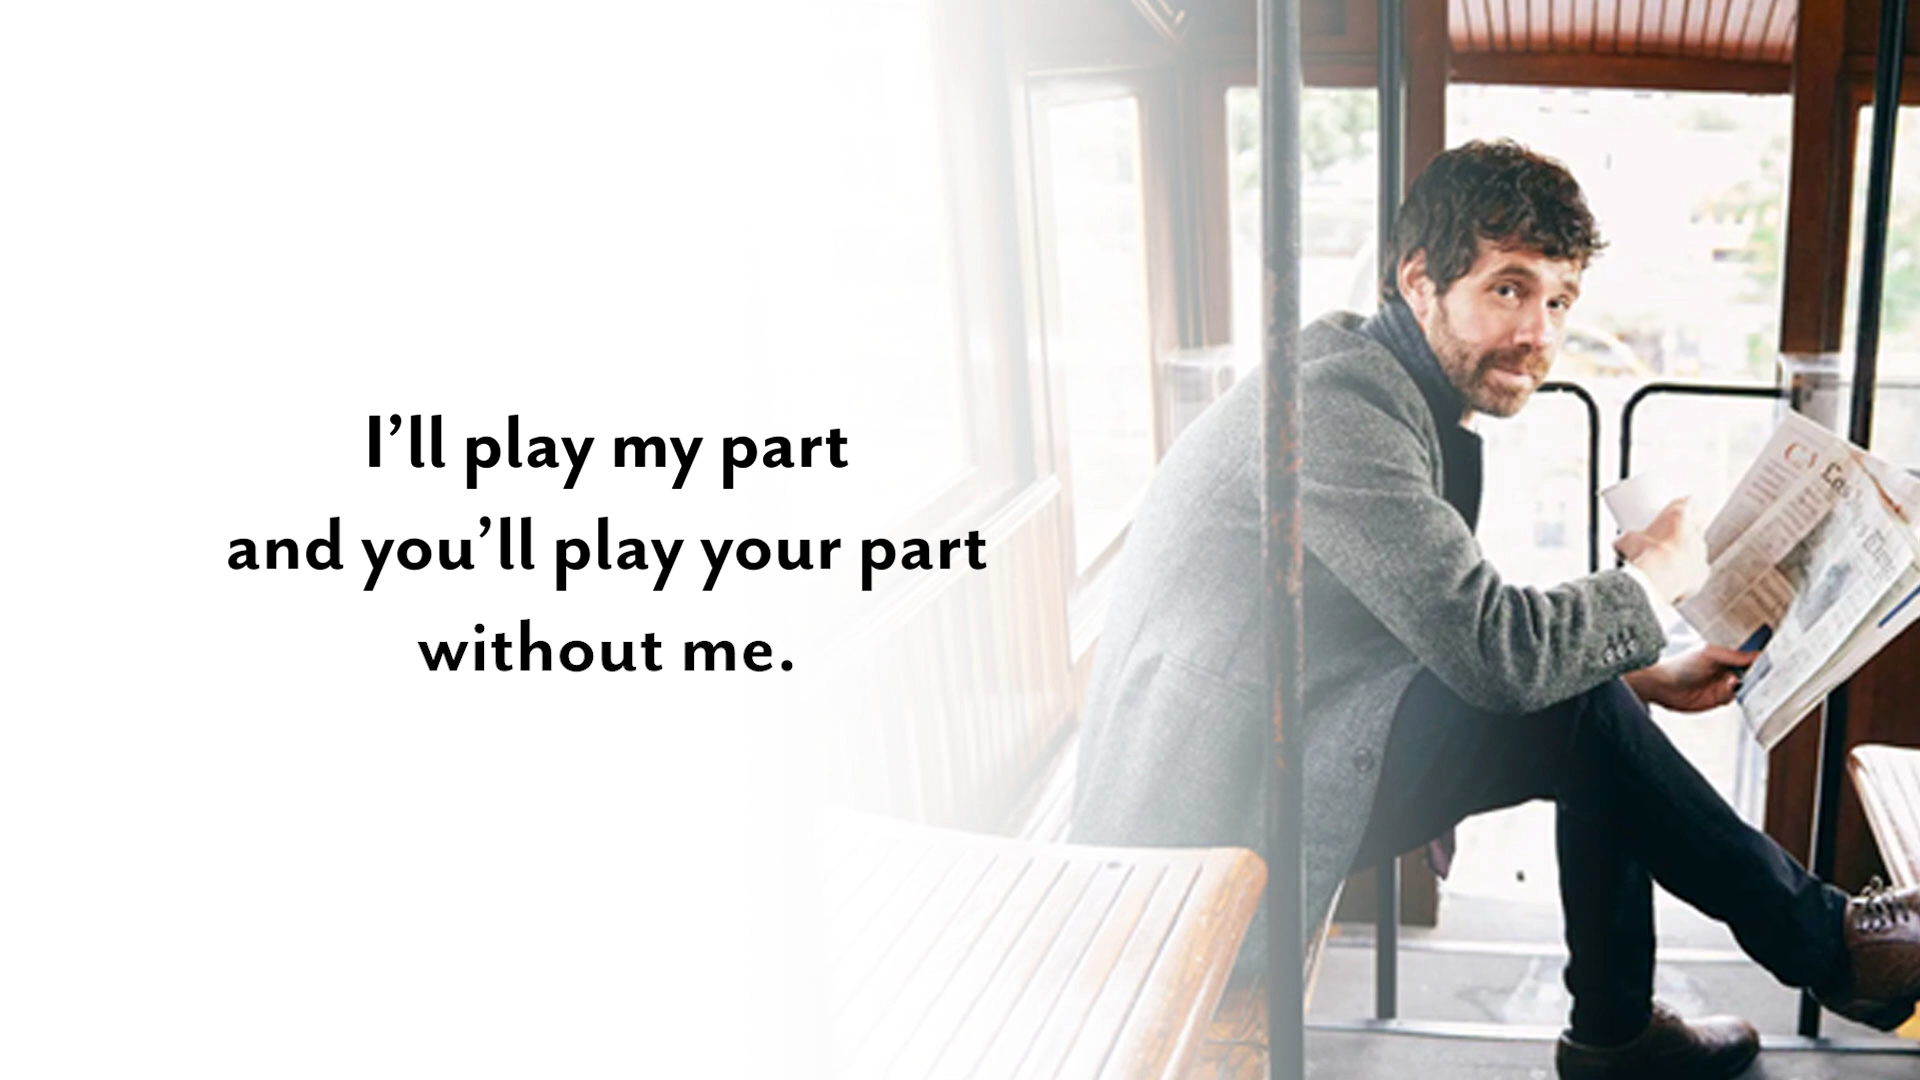 I’ll play my part
and you’ll play your part
without me.